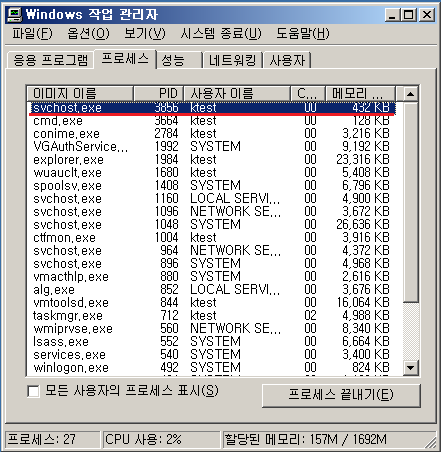 Windows 작업 관리자
파일(F) 옵션(O) 보기(V) 시스템 종료(U) 도움말(H)
응용 프로그램 프로세스 성능 네트워킹 사용자
이미지 이름 PID 사용자 이름 C... 메모리 ...
svchost.exe 3856 ktest 00 432 KB
cmd.exe 3664 ktest 00 128 KB
conime.exe 2784 ktest 00 3,216 KB
VGAuthService... 1992 SYSTEM 00 9,192 KB
explorer.exe 1984 ktest 00 23,316 KB
wuauclt.exe 1680 ktest 00 5,408 KB
spoolsv.exe 1408 SYSTEM 00 6,796 KB
svchost.exe 1160 LOCAL SERVI... 00 4,900 KB
svchost.exe 1096 NETWORK SE... 00 3,672 KB
svchost.exe 1048 SYSTEM 00 26,636 KB
ctfmon.exe 1004 ktest 00 3,916 KB
svchost.exe 964 NETWORK SE... 00 4,372 KB
svchost.exe 896 SYSTEM 00 4,968 KB
vmacthlp.exe 880 SYSTEM 00 2,616 KB
alg.exe 852 LOCAL SERVI... 00 3,676 KB
vmtoolsd.exe 844 ktest 00 16,064 KB
taskmgr.exe 712 ktest 02 4,988 KB
wmiprvse.exe 560 NETWORK SE... 00 8,340 KB
lsass.exe 552 SYSTEM 00 6,664 KB
services.exe 540 SYSTEM 00 3,400 KB
winlogon.exe 492 SYSTEM 00 824 KB
모든 사용자의 프로세스 표시(S) 프로세스 끝내기(E)
프로세스: 27 CPU 사용: 2% 할당된 메모리: 157M / 1692M